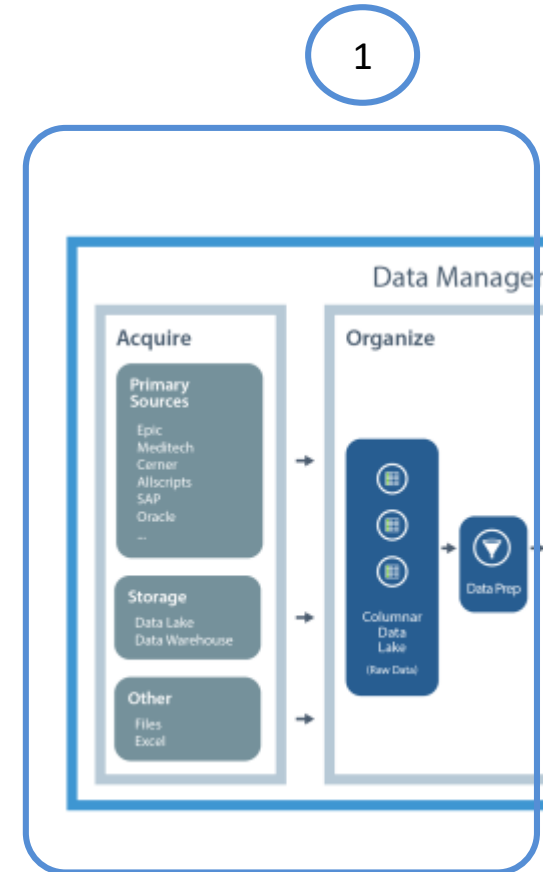 1
Data Manage
Acquire
Primary
Sources
Epic
Meditech
Cerner
Allscripts
SAP
Oracle
...
Storage
Data Lake
Data Warehouse
Other
Files
Excel
Organize
Columnar
Data
Lake
(Raw Data)
Data Prep